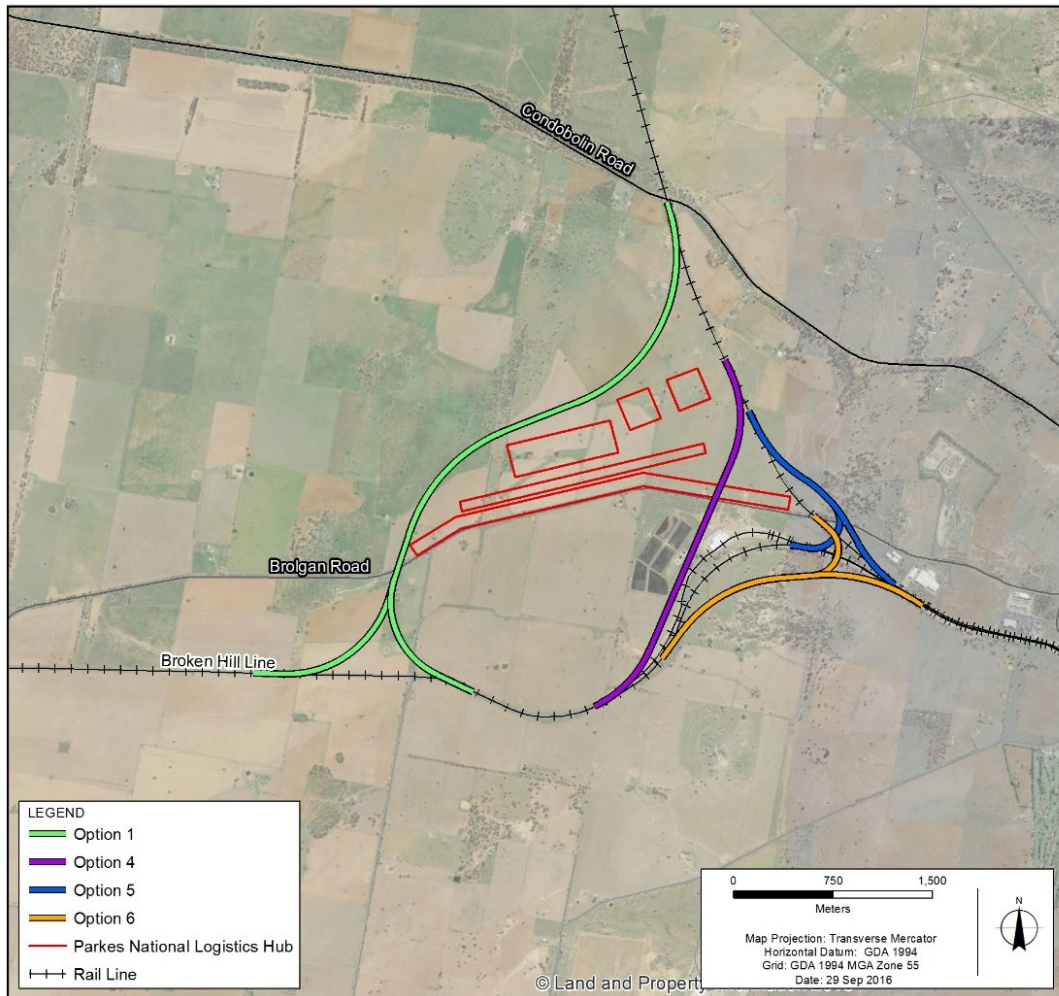 Condobolin Road
Brolgan Road
Broken Hill Line
LEGEND
Option 1
Option 4
Option 5
Option 6
Parkes National Logistics Hub
Rail Line
0 750 1,500
Meters
N
Map Projection: Transverse Mercator
Horizontal Datum: GDA 1994
Grid: GDA 1994 MGA Zone 55
Date: 29 Sep 2016
© Land and Property